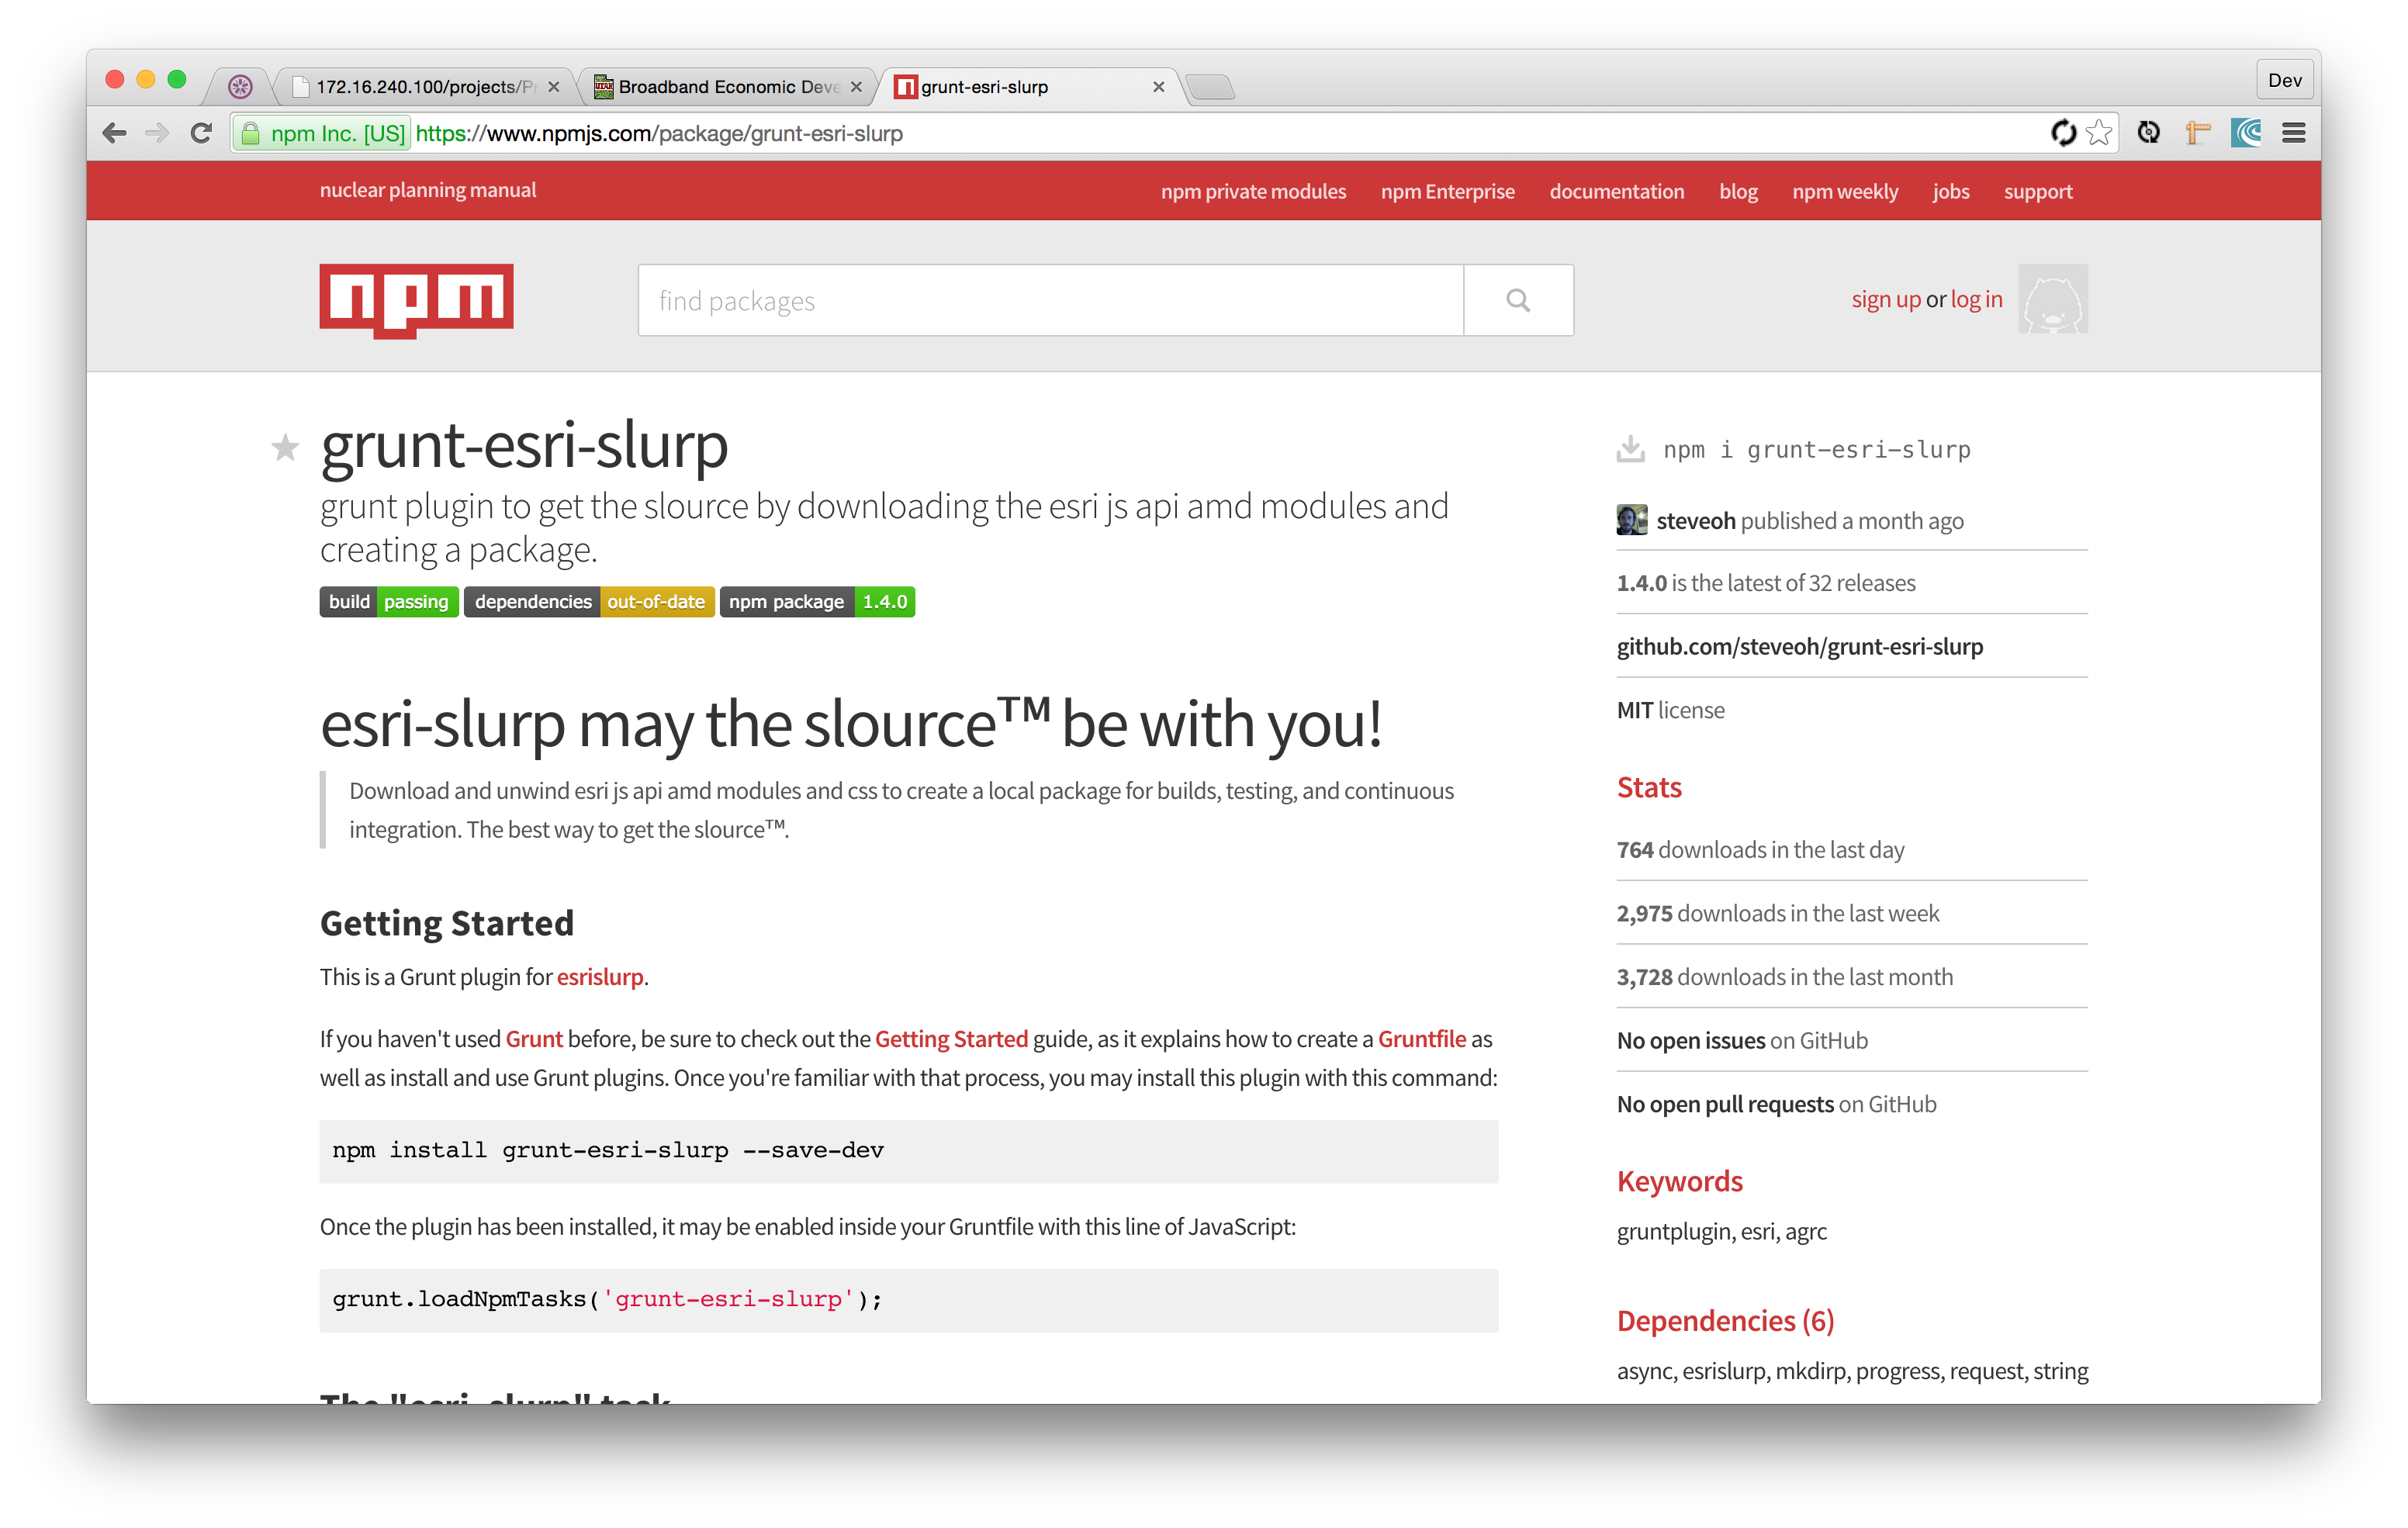 172.16.240.100/projects/P
Broadband Economic Deve
grunt-esri-slurp
Dev
npm Inc. [US] https://www.npmjs.com/package/grunt-esri-slurp
nuclear planning manual
npm private modules npm Enterprise documentation blog npm weekly jobs support
npm
find packages
sign up or log in
grunt-esri-slurp
grunt plugin to get the slource by downloading the esri js api amd modules and
creating a package.
build passing dependencies out-of-date npm package 1.4.0
esri-slurp may the slource™ be with you!
Download and unwind esri js api amd modules and css to create a local package for builds, testing, and continuous
integration. The best way to get the slource™.
Getting Started
This is a Grunt plugin for esrislurp.
If you haven't used Grunt before, be sure to check out the Getting Started guide, as it explains how to create a Gruntfile as
well as install and use Grunt plugins. Once you're familiar with that process, you may install this plugin with this command:
npm install grunt-esri-slurp --save-dev
Once the plugin has been installed, it may be enabled inside your Gruntfile with this line of JavaScript:
grunt.loadNpmTasks('grunt-esri-slurp');
The "esri_slurp" task
npm i grunt-esri-slurp
steveoh published a month ago
1.4.0 is the latest of 32 releases
github.com/steveoh/grunt-esri-slurp
MIT license
Stats
764 downloads in the last day
2,975 downloads in the last week
3,728 downloads in the last month
No open issues on GitHub
No open pull requests on GitHub
Keywords
gruntplugin, esri, agrc
Dependencies (6)
async, esrislurp, mkdirp, progress, request, string